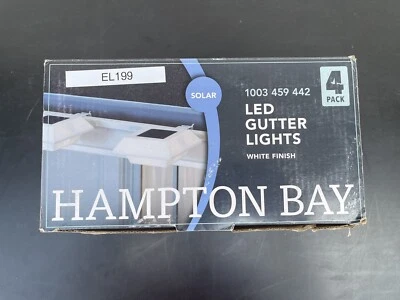 EL199
SOLAR
1003 459 442
4
PACK
LED
GUTTER
LIGHTS
WHITE FINISH
HAMPTON BAY